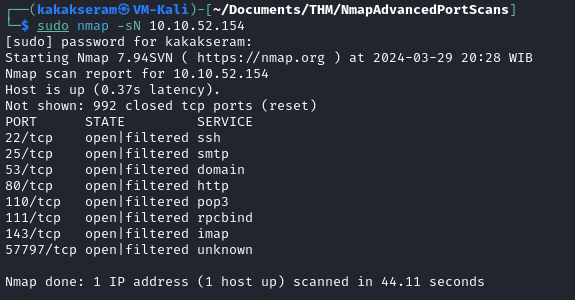 ┌──(kakakseram㉿VM-Kali)-[~/Documents/THM/NmapAdvancedPortScans]
└─$ sudo nmap -sN 10.10.52.154
[sudo] password for kakakseram:
Starting Nmap 7.94SVN ( https://nmap.org ) at 2024-03-29 20:28 WIB
Nmap scan report for 10.10.52.154
Host is up (0.37s latency).
Not shown: 992 closed tcp ports (reset)
PORT      STATE         SERVICE
22/tcp    open|filtered ssh
25/tcp    open|filtered smtp
53/tcp    open|filtered domain
80/tcp    open|filtered http
110/tcp   open|filtered pop3
111/tcp   open|filtered rpcbind
143/tcp   open|filtered imap
57797/tcp open|filtered unknown
Nmap done: 1 IP address (1 host up) scanned in 44.11 seconds